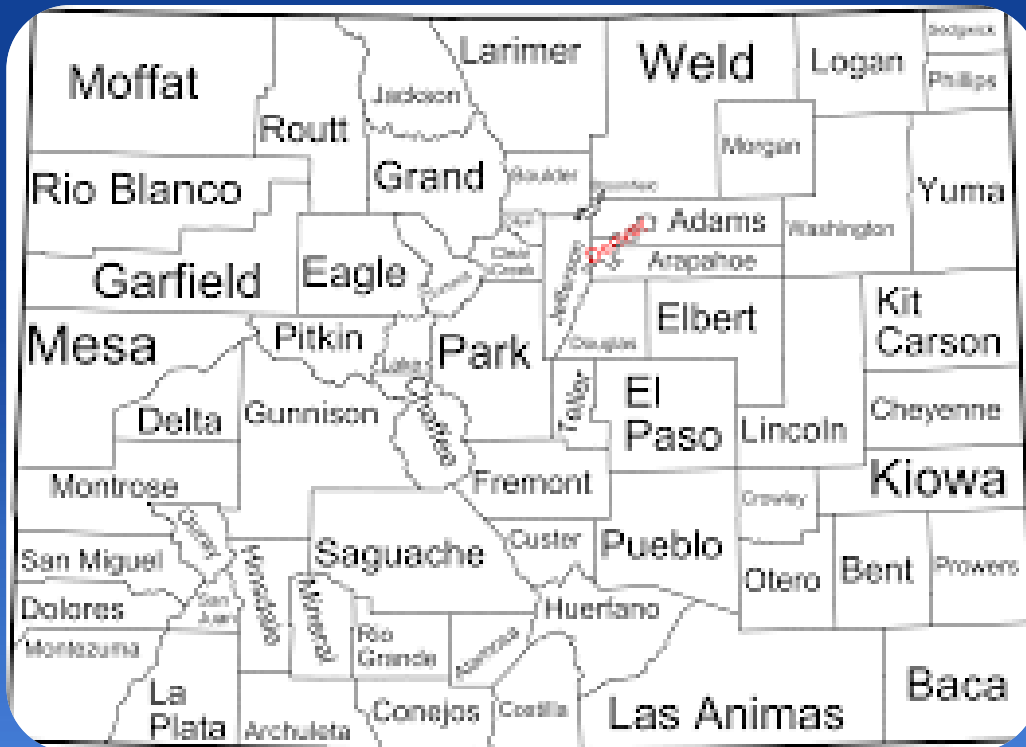 Moffat
Routt
Jackson
Larimer
Weld
Logan
Sedgwick
Phillips
Rio Blanco
Grand
Boulder
Morgan
Washington
Yuma
Garfield
Eagle
Clear
Creek
Jefferson
Denver
Adams
Arapahoe
Mesa
Pitkin
Lake
Park
Douglas
Elbert
Kit
Carson
Delta
Gunnison
Chaffee
Teller
El
Paso
Lincoln
Cheyenne
Montrose
Fremont
Crowley
Kiowa
Ouray
San Miguel
Hinsdale
Saguache
Custer
Pueblo
Otero
Bent
Prowers
Dolores
San
Juan
Mineral
Rio
Grande
Alamosa
Huerfano
Montezuma
La
Plata
Archuleta
Conejos
Costilla
Las Animas
Baca